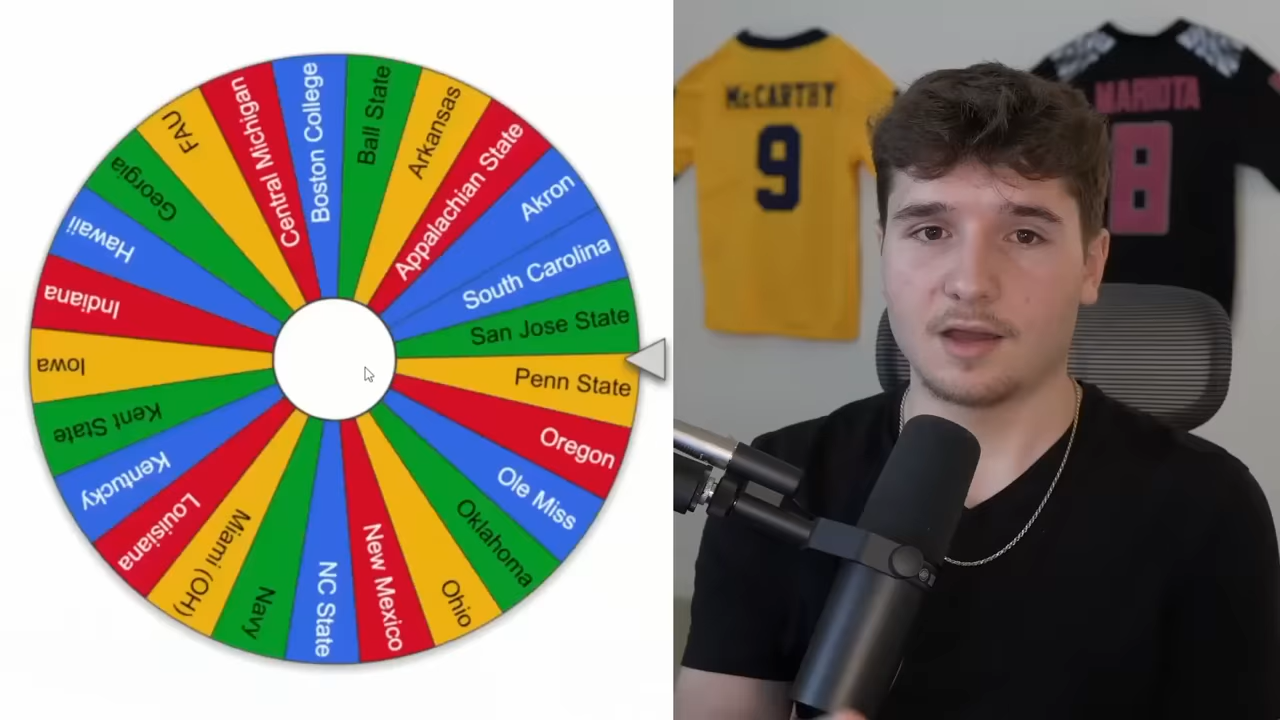 Boston College
Ball State
Arkansas
Appalachian State
Akron
South Carolina
San Jose State
Penn State
Oregon
Ole Miss
Oklahoma
Ohio
New Mexico
NC State
Navy
Miami (OH)
Louisiana
Kentucky
Kent State
Iowa
Indiana
Hawaii
Georgia
FAU
Central Michigan
McCARTHY
9
MARIOTA
8